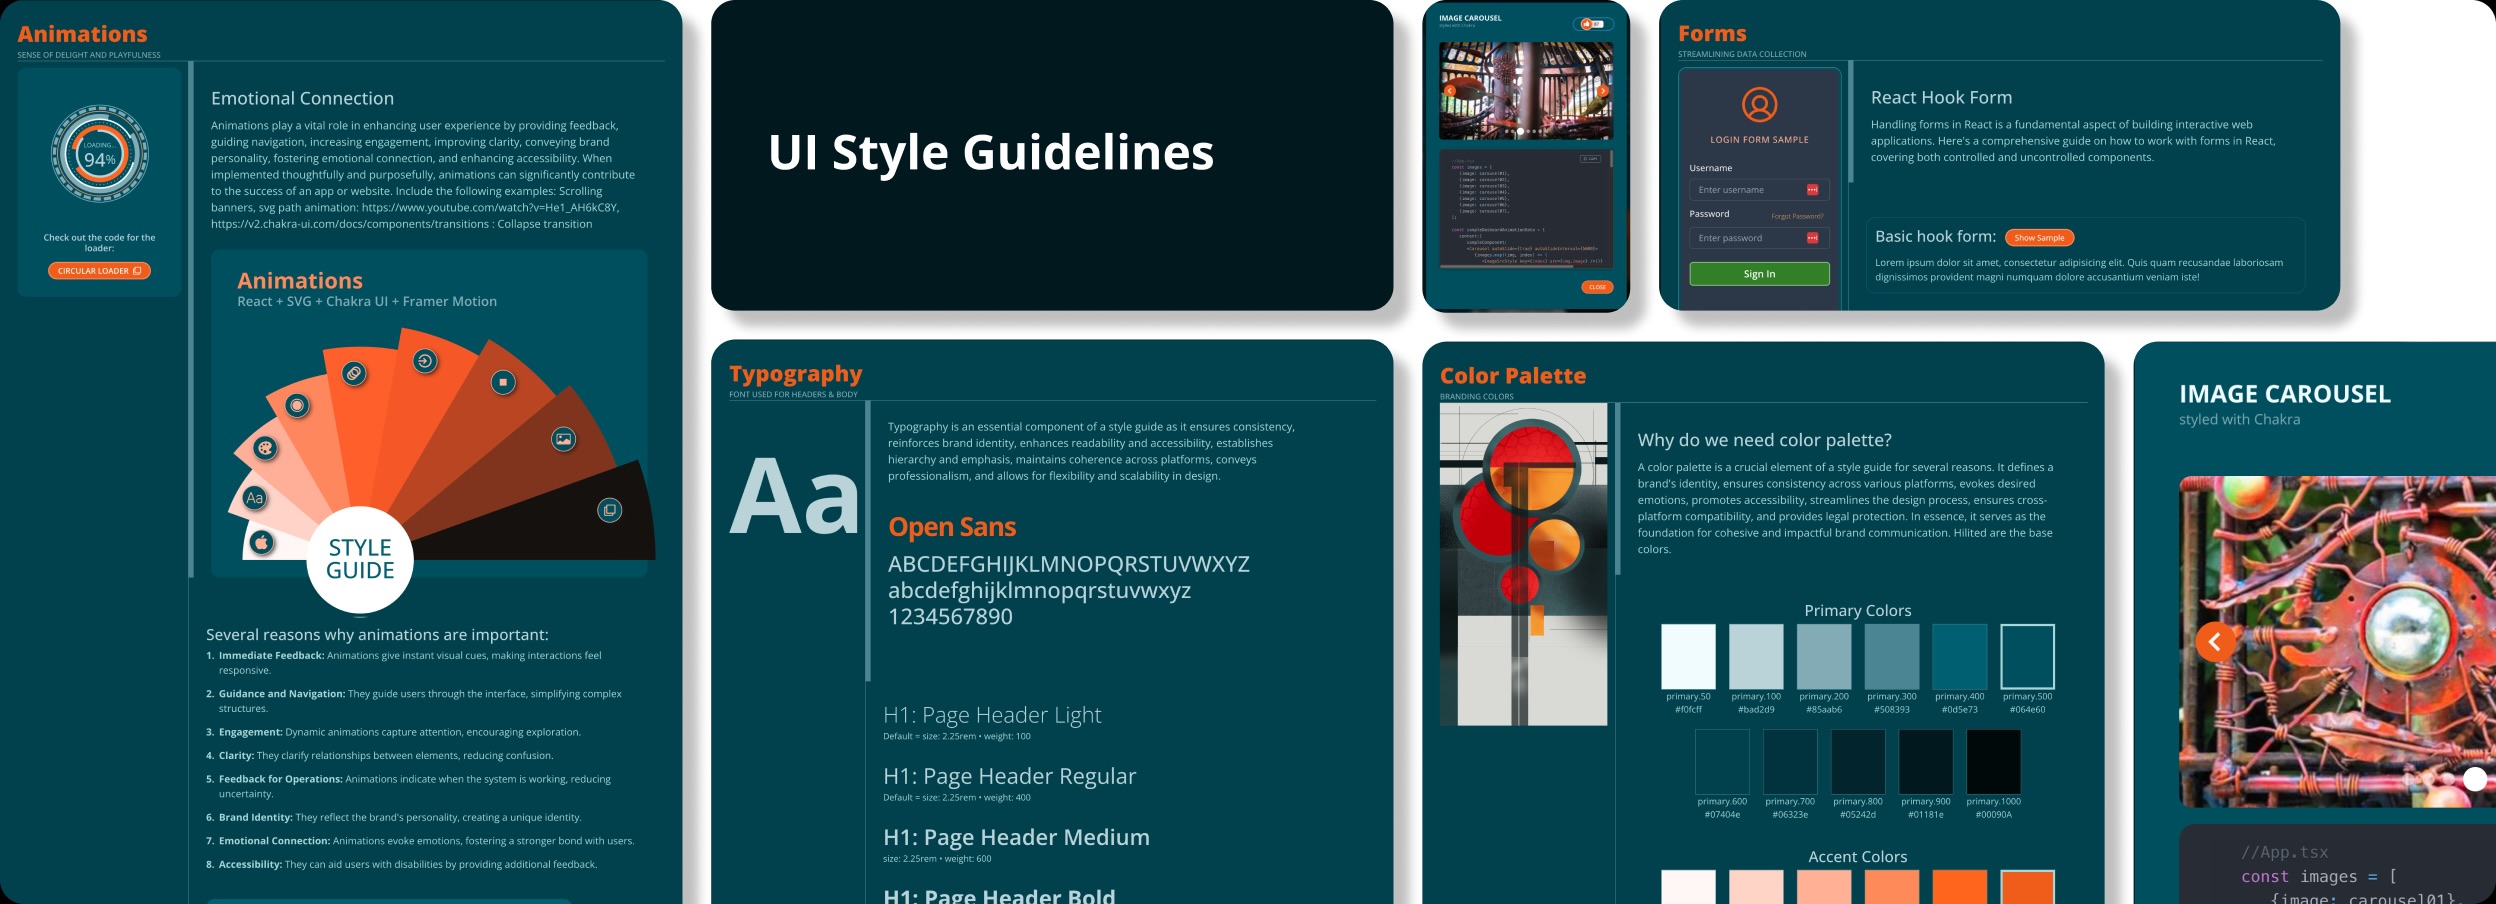 Animations
SENSE OF DELIGHT AND PLAYFULNESS
LOADING...
94%
Check out the code for the
loader:
CIRCULAR LOADER
Emotional Connection
Animations play a vital role in enhancing user experience by providing feedback,
guiding navigation, increasing engagement, improving clarity, conveying brand
personality, fostering emotional connection, and enhancing accessibility. When
implemented thoughtfully and purposefully, animations can significantly contribute
to the success of an app or website. Include the following examples: Scrolling
banners, svg path animation: https://www.youtube.com/watch?v=He1_AH6kC8Y,
https://v2.chakra-ui.com/docs/components/transitions : Collapse transition
Animations
React + SVG + Chakra UI + Framer Motion
Aa
STYLE
GUIDE
Several reasons why animations are important:
1. Immediate Feedback: Animations give instant visual cues, making interactions feel
responsive.
2. Guidance and Navigation: They guide users through the interface, simplifying complex
structures.
3. Engagement: Dynamic animations capture attention, encouraging exploration.
4. Clarity: They clarify relationships between elements, reducing confusion.
5. Feedback for Operations: Animations indicate when the system is working, reducing
uncertainty.
6. Brand Identity: They reflect the brand's personality, creating a unique identity.
7. Emotional Connection: Animations evoke emotions, fostering a stronger bond with users.
8. Accessibility: They can aid users with disabilities by providing additional feedback.
UI Style Guidelines
IMAGE CAROUSEL
styled with Chakra
const images = [
{image: carousel01},
{image: carousel02},
{image: carousel03},
{image: carousel04},
{image: carousel05},
{image: carousel06},
{image: carousel07},
];
CLOSE
Forms
STREAMLINING DATA COLLECTION
LOGIN FORM SAMPLE
Username
Enter username
Password
Forgot Password?
Enter password
Sign In
React Hook Form
Handling forms in React is a fundamental aspect of building interactive web
applications. Here's a comprehensive guide on how to work with forms in React,
covering both controlled and uncontrolled components.
Basic hook form:
Show Sample
Lorem ipsum dolor sit amet, consectetur adipisicing elit. Quis quam recusandae laboriosam
dignissimos provident magni numquam dolore accusantium veniam iste!
Typography
FONT USED FOR HEADERS & BODY
Aa
Typography is an essential component of a style guide as it ensures consistency,
reinforces brand identity, enhances readability and accessibility, establishes
hierarchy and emphasis, maintains coherence across platforms, conveys
professionalism, and allows for flexibility and scalability in design.
Open Sans
ABCDEFGHIJKLMNOPQRSTUVWXYZ
abcdefghijklmnopqrstuvwxyz
1234567890
H1: Page Header Light
Default = size: 2.25rem • weight: 100
H1: Page Header Regular
Default = size: 2.25rem • weight: 400
H1: Page Header Medium
size: 2.25rem • weight: 600
H1: Page Header Bold
Color Palette
BRANDING COLORS
Why do we need color palette?
A color palette is a crucial element of a style guide for several reasons. It defines a
brand's identity, ensures consistency across various platforms, evokes desired
emotions, promotes accessibility, streamlines the design process, ensures cross-
platform compatibility, and provides legal protection. In essence, it serves as the
foundation for cohesive and impactful brand communication. Hilited are the base
colors.
Primary Colors
primary.50 primary.100 primary.200 primary.300 primary.400 primary.500
#f0fcff #bad2d9 #85aab6 #508393 #0d5e73 #064e60
primary.600 primary.700 primary.800 primary.900 primary.1000
#07404e #06323e #05242d #01181e #00090A
Accent Colors
IMAGE CAROUSEL
styled with Chakra
//App.tsx
const images = [
{image: carousel01},